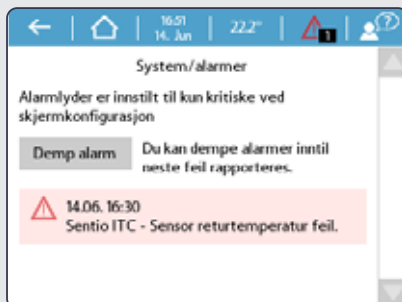 16:51
14. Jun
22.2°
1
System/alarmer
Alarmlyder er innstilt til kun kritiske ved
skjermkonfigurasjon
Demp alarm
Du kan dempe alarmer inntil
neste feil rapporteres.
14.06. 16:30
Sentio ITC - Sensor returtemperatur feil.